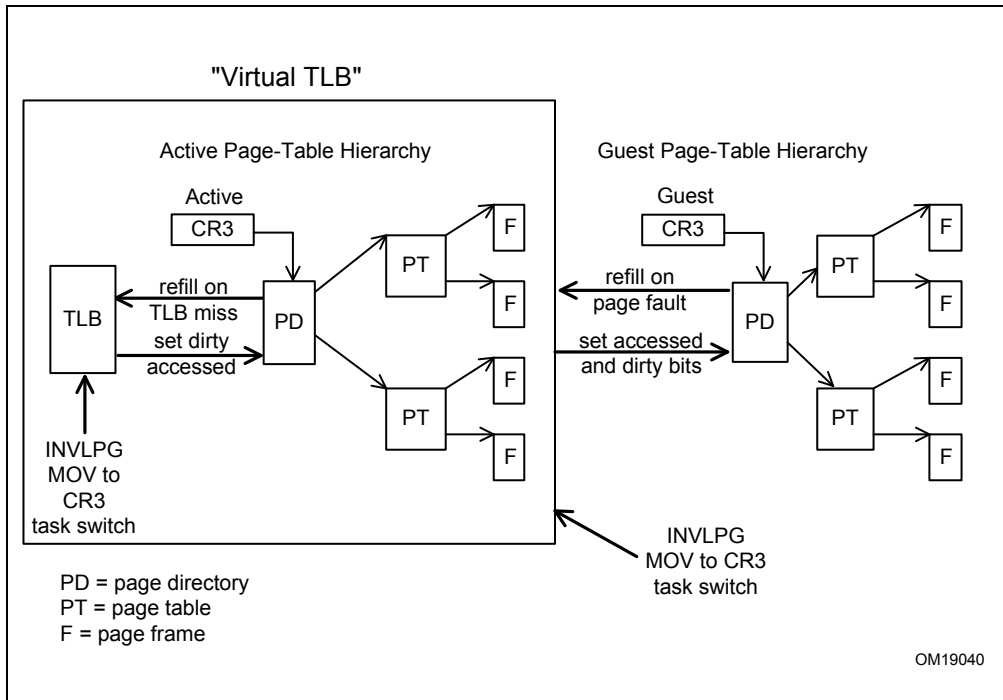 "Virtual TLB"
Active Page-Table Hierarchy
Guest Page-Table Hierarchy
Active
CR3
F
PT
F
refill on
TLB miss
TLB
PD
set dirty
accessed
F
PT
F
INVLPG
MOV to
CR3
task switch
Guest
CR3
F
PT
F
refill on
page fault
PD
set accessed
and dirty bits
F
PT
F
INVLPG
MOV to CR3
task switch
PD = page directory
PT = page table
F = page frame
OM19040